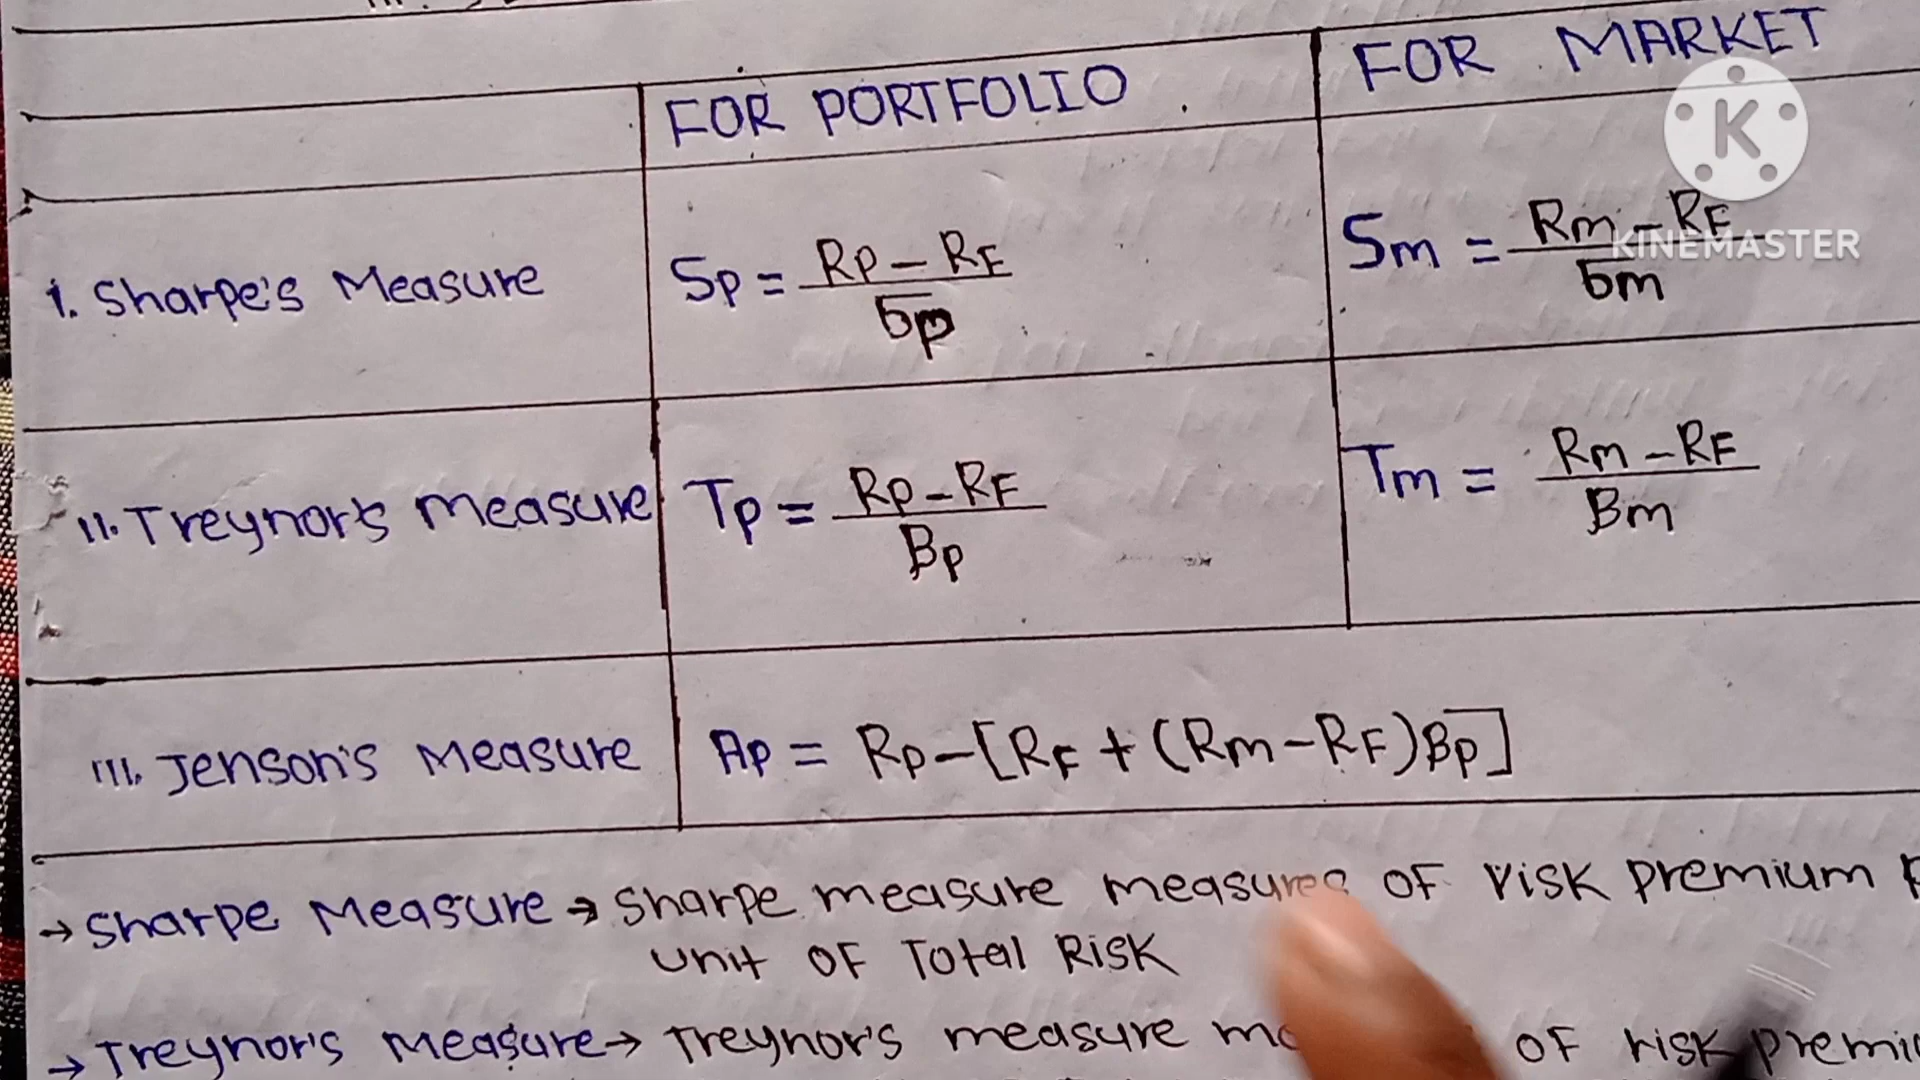 FOR PORTFOLIO FOR MARKET
I. Sharpe's Measure Sp = Rp - RF / σp Sm = Rm - RF / σm
KINEMASTER
II. Treynor's Measure Tp = Rp - RF / βp Tm = Rm - RF / βm
III. Jenson's Measure Ap = Rp - [RF + (Rm - RF) βp]
→ Sharpe Measure → Sharpe measure measures OF risk premium
unit OF Total Risk
→ Treynor's Measure → Treynor's measure OF risk